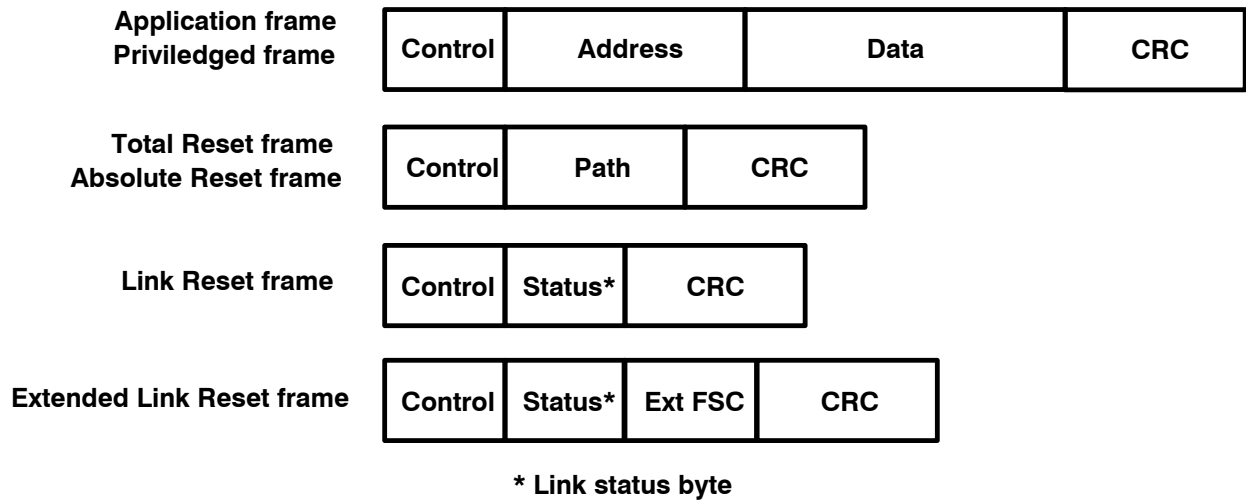 Application frame
Priviledged frame
Control Address Data CRC
Total Reset frame
Absolute Reset frame
Control Path CRC
Link Reset frame
Control Status* CRC
Extended Link Reset frame
Control Status* Ext FSC CRC
* Link status byte